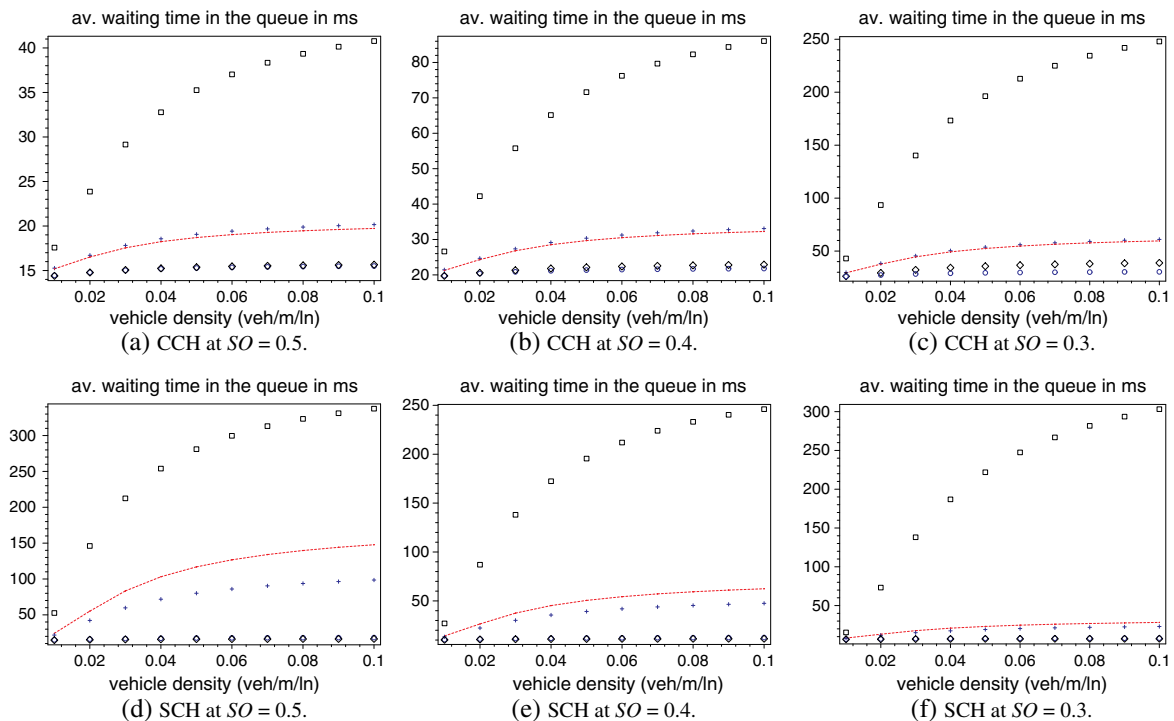 av. waiting time in the queue in ms
40
35
30
25
20
15
0.02 0.04 0.06 0.08 0.1
vehicle density (veh/m/ln)
(a) CCH at SO = 0.5.
av. waiting time in the queue in ms
80
70
60
50
40
30
20
0.02 0.04 0.06 0.08 0.1
vehicle density (veh/m/ln)
(b) CCH at SO = 0.4.
av. waiting time in the queue in ms
250
200
150
100
50
0.02 0.04 0.06 0.08 0.1
vehicle density (veh/m/ln)
(c) CCH at SO = 0.3.
av. waiting time in the queue in ms
300
250
200
150
100
50
0.02 0.04 0.06 0.08 0.1
vehicle density (veh/m/ln)
(d) SCH at SO = 0.5.
av. waiting time in the queue in ms
250
200
150
100
50
0.02 0.04 0.06 0.08 0.1
vehicle density (veh/m/ln)
(e) SCH at SO = 0.4.
av. waiting time in the queue in ms
300
250
200
150
100
50
0.02 0.04 0.06 0.08 0.1
vehicle density (veh/m/ln)
(f) SCH at SO = 0.3.